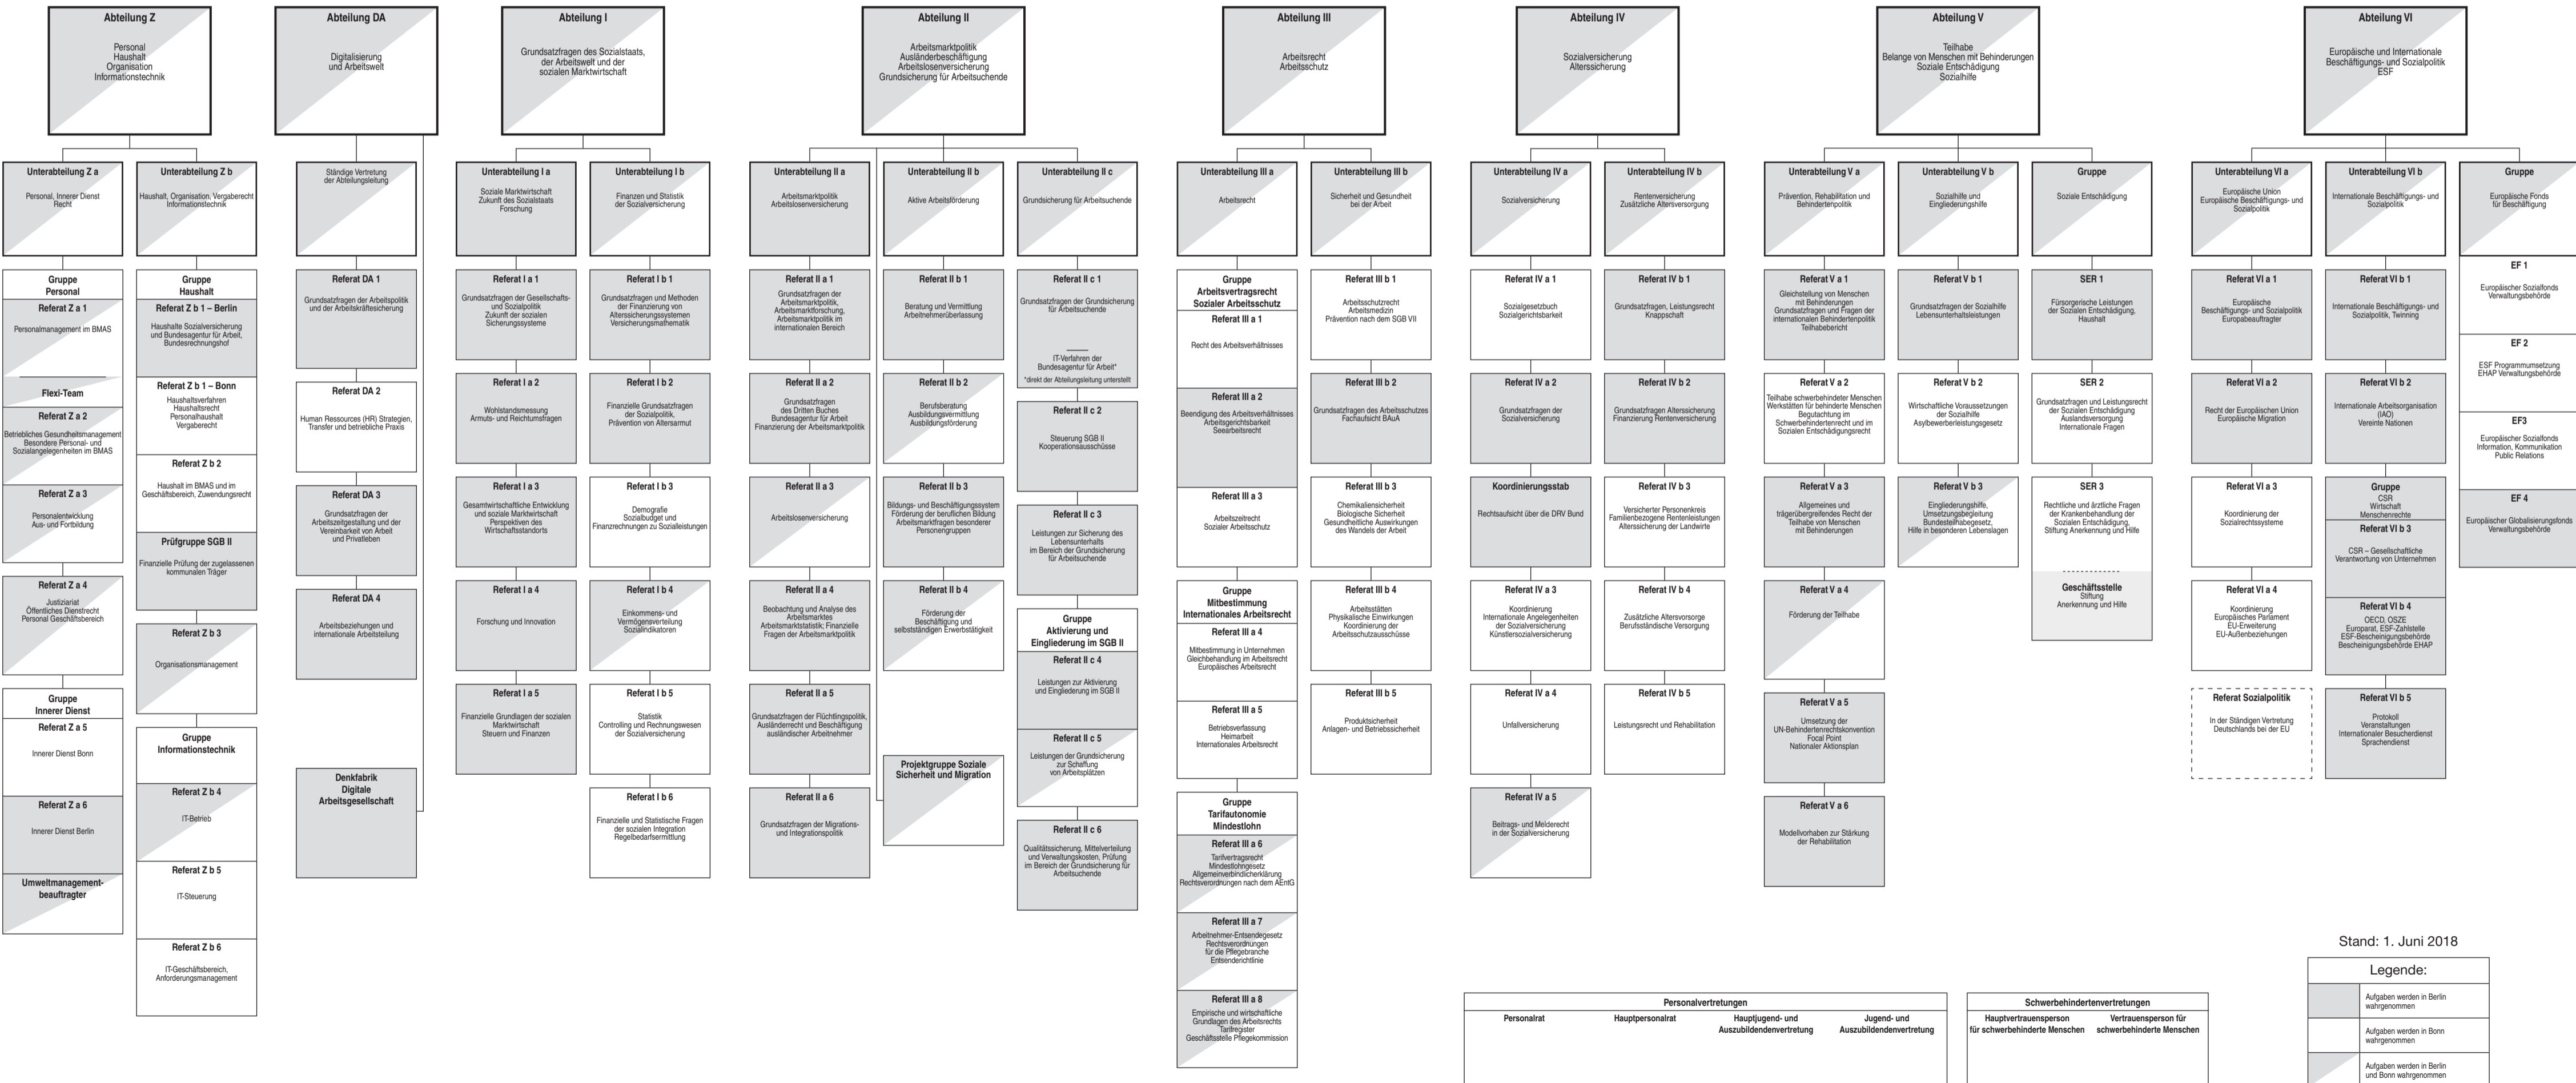 Abteilung Z
Personal
Haushalt
Organisation
Informationstechnik
Unterabteilung Z a
Personal, Innerer Dienst
Recht
Gruppe
Personal
Referat Z a 1
Personalmanagement im BMAS
Flexi-Team
Referat Z a 2
Betriebliches Gesundheitsmanagement
Besondere Personal- und
Sozialangelegenheiten im BMAS
Referat Z a 3
Personalentwicklung
Aus- und Fortbildung
Referat Z a 4
Justiziariat
Öffentliches Dienstrecht
Personal Geschäftsbereich
Gruppe
Innerer Dienst
Referat Z a 5
Innerer Dienst Bonn
Referat Z a 6
Innerer Dienst Berlin
Umweltmanagement-
beauftragter
Unterabteilung Z b
Haushalt, Organisation, Vergaberecht
Informationstechnik
Gruppe
Haushalt
Referat Z b 1 – Berlin
Haushalte Sozialversicherung
und Bundesagentur für Arbeit,
Bundesrechnungshof
Referat Z b 1 – Bonn
Haushaltsverfahren
Haushaltsrecht
Personalhaushalt
Vergaberecht
Referat Z b 2
Haushalt im BMAS und im
Geschäftsbereich, Zuwendungsrecht
Prüfgruppe SGB II
Finanzielle Prüfung der zugelassenen
kommunalen Träger
Referat Z b 3
Organisationsmanagement
Gruppe
Informationstechnik
Referat Z b 4
IT-Betrieb
Referat Z b 5
IT-Steuerung
Referat Z b 6
IT-Geschäftsbereich,
Anforderungsmanagement
Abteilung DA
Digitalisierung
und Arbeitswelt
Ständige Vertretung
der Abteilungsleitung
Referat DA 1
Grundsatzfragen der Arbeitspolitik
und der Arbeitskräftesicherung
Referat DA 2
Human Ressources (HR) Strategien,
Transfer und betriebliche Praxis
Referat DA 3
Grundsatzfragen der
Arbeitszeitgestaltung und der
Vereinbarkeit von Arbeit
und Privatleben
Referat DA 4
Arbeitsbeziehungen und
internationale Arbeitsteilung
Denkfabrik
Digitale
Arbeitsgesellschaft
Abteilung I
Grundsatzfragen des Sozialstaats,
der Arbeitswelt und der
sozialen Marktwirtschaft
Unterabteilung I a
Soziale Marktwirtschaft
Zukunft des Sozialstaats
Forschung
Referat I a 1
Grundsatzfragen der Gesellschafts-
und Sozialpolitik
Zukunft der sozialen
Sicherungssysteme
Referat I a 2
Wohlstandsmessung
Armuts- und Reichtumsfragen
Referat I a 3
Gesamtwirtschaftliche Entwicklung
und soziale Marktwirtschaft
Perspektiven des
Wirtschaftsstandorts
Referat I a 4
Forschung und Innovation
Referat I a 5
Finanzielle Grundlagen der sozialen
Marktwirtschaft
Steuern und Finanzen
Unterabteilung I b
Finanzen und Statistik
der Sozialversicherung
Referat I b 1
Grundsatzfragen und Methoden
der Finanzierung von
Alterssicherungssystemen
Versicherungsmathematik
Referat I b 2
Finanzielle Grundsatzfragen
der Sozialpolitik,
Prävention von Altersarmut
Referat I b 3
Demografie
Sozialbudget und
Finanzrechnungen zu Sozialleistungen
Referat I b 4
Einkommens- und
Vermögensverteilung
Sozialindikatoren
Referat I b 5
Statistik
Controlling und Rechnungswesen
der Sozialversicherung
Referat I b 6
Finanzielle und Statistische Fragen
der sozialen Integration
Regelbedarfsermittlung
Abteilung II
Arbeitsmarktpolitik
Ausländerbeschäftigung
Arbeitslosenversicherung
Grundsicherung für Arbeitsuchende
Unterabteilung II a
Arbeitsmarktpolitik
Arbeitslosenversicherung
Referat II a 1
Grundsatzfragen der
Arbeitsmarktpolitik,
Arbeitsmarktforschung,
Arbeitsmarktpolitik im
internationalen Bereich
Referat II a 2
Grundsatzfragen
des Dritten Buches
Bundesagentur für Arbeit
Finanzierung der Arbeitsmarktpolitik
Referat II a 3
Arbeitslosenversicherung
Referat II a 4
Beobachtung und Analyse des
Arbeitsmarktes
Arbeitsmarktstatistik; Finanzielle
Fragen der Arbeitsmarktpolitik
Referat II a 5
Grundsatzfragen der Flüchtlingspolitik,
Ausländerrecht und Beschäftigung
ausländischer Arbeitnehmer
Referat II a 6
Grundsatzfragen der Migrations-
und Integrationspolitik
Unterabteilung II b
Aktive Arbeitsförderung
Referat II b 1
Beratung und Vermittlung
Arbeitnehmerüberlassung
Referat II b 2
Berufsberatung
Ausbildungsvermittlung
Ausbildungsförderung
Referat II b 3
Bildungs- und Beschäftigungssystem
Förderung der beruflichen Bildung
Arbeitsmarktfragen besonderer
Personengruppen
Referat II b 4
Förderung der
Beschäftigung und
selbstständigen Erwerbstätigkeit
Projektgruppe Soziale
Sicherheit und Migration
Unterabteilung II c
Grundsicherung für Arbeitsuchende
Referat II c 1
Grundsatzfragen der Grundsicherung
für Arbeitsuchende
IT-Verfahren der
Bundesagentur für Arbeit*
*direkt der Abteilungsleitung unterstellt
Referat II c 2
Steuerung SGB II
Kooperationsausschüsse
Referat II c 3
Leistungen zur Sicherung des
Lebensunterhalts
im Bereich der Grundsicherung
für Arbeitsuchende
Gruppe
Aktivierung und
Eingliederung im SGB II
Referat II c 4
Leistungen zur Aktivierung
und Eingliederung im SGB II
Referat II c 5
Leistungen der Grundsicherung
zur Schaffung
von Arbeitsplätzen
Referat II c 6
Qualitätssicherung, Mittelverteilung
und Verwaltungskosten, Prüfung
im Bereich der Grundsicherung für
Arbeitsuchende
Abteilung III
Arbeitsrecht
Arbeitsschutz
Unterabteilung III a
Arbeitsrecht
Gruppe
Arbeitsvertragsrecht
Sozialer Arbeitsschutz
Referat III a 1
Recht des Arbeitsverhältnisses
Referat III a 2
Beendigung des Arbeitsverhältnisses
Arbeitsgerichtsbarkeit
Seearbeitsrecht
Referat III a 3
Arbeitszeitrecht
Sozialer Arbeitsschutz
Gruppe
Mitbestimmung
Internationales Arbeitsrecht
Referat III a 4
Mitbestimmung in Unternehmen
Gleichbehandlung im Arbeitsrecht
Europäisches Arbeitsrecht
Referat III a 5
Betriebsverfassung
Heimarbeit
Internationales Arbeitsrecht
Gruppe
Tarifautonomie
Mindestlohn
Referat III a 6
Tarifvertragsrecht
Mindestlohngesetz
Allgemeinverbindlicherklärung
Rechtsverordnungen nach dem AEntG
Referat III a 7
Arbeitnehmer-Entsendegesetz
Rechtsverordnungen
für die Pflegebranche
Entsenderichtlinie
Referat III a 8
Empirische und wirtschaftliche
Grundlagen des Arbeitsrechts
Tarifregister
Geschäftsstelle Pflegekommission
Unterabteilung III b
Sicherheit und Gesundheit
bei der Arbeit
Referat III b 1
Arbeitsschutzrecht
Arbeitsmedizin
Prävention nach dem SGB VII
Referat III b 2
Grundsatzfragen des Arbeitsschutzes
Fachaufsicht BAuA
Referat III b 3
Chemikaliensicherheit
Biologische Sicherheit
Gesundheitliche Auswirkungen
des Wandels der Arbeit
Referat III b 4
Arbeitsstätten
Physikalische Einwirkungen
Koordinierung der
Arbeitsschutzausschüsse
Referat III b 5
Produktsicherheit
Anlagen- und Betriebssicherheit
Abteilung IV
Sozialversicherung
Alterssicherung
Unterabteilung IV a
Sozialversicherung
Referat IV a 1
Sozialgesetzbuch
Sozialgerichtsbarkeit
Referat IV a 2
Grundsatzfragen der
Sozialversicherung
Koordinierungsstab
Rechtsaufsicht über die DRV Bund
Referat IV a 3
Koordinierung
Internationale Angelegenheiten
der Sozialversicherung
Künstlersozialversicherung
Referat IV a 4
Unfallversicherung
Referat IV a 5
Beitrags- und Melderecht
in der Sozialversicherung
Unterabteilung IV b
Rentenversicherung
Zusätzliche Altersversorgung
Referat IV b 1
Grundsatzfragen, Leistungsrecht
Knappschaft
Referat IV b 2
Grundsatzfragen Alterssicherung
Finanzierung Rentenversicherung
Referat IV b 3
Versicherter Personenkreis
Familienbezogene Rentenleistungen
Alterssicherung der Landwirte
Referat IV b 4
Zusätzliche Altersvorsorge
Berufsständische Versorgung
Referat IV b 5
Leistungsrecht und Rehabilitation
Abteilung V
Teilhabe
Belange von Menschen mit Behinderungen
Soziale Entschädigung
Sozialhilfe
Unterabteilung V a
Prävention, Rehabilitation und
Behindertenpolitik
Referat V a 1
Gleichstellung von Menschen
mit Behinderungen
Grundsatzfragen und Fragen der
internationalen Behindertenpolitik
Teilhabebericht
Referat V a 2
Teilhabe schwerbehinderter Menschen
Werkstätten für behinderte Menschen
Begutachtung im
Schwerbehindertenrecht und im
Sozialen Entschädigungsrecht
Referat V a 3
Allgemeines und
trägerübergreifendes Recht der
Teilhabe von Menschen
mit Behinderungen
Referat V a 4
Förderung der Teilhabe
Referat V a 5
Umsetzung der
UN-Behindertenrechtskonvention
Focal Point
Nationaler Aktionsplan
Referat V a 6
Modellvorhaben zur Stärkung
der Rehabilitation
Unterabteilung V b
Sozialhilfe und
Eingliederungshilfe
Referat V b 1
Grundsatzfragen der Sozialhilfe
Lebensunterhaltsleistungen
Referat V b 2
Wirtschaftliche Voraussetzungen
der Sozialhilfe
Asylbewerberleistungsgesetz
Referat V b 3
Eingliederungshilfe,
Umsetzungsbegleitung
Bundesteilhabegesetz,
Hilfe in besonderen Lebenslagen
Gruppe
Soziale Entschädigung
SER 1
Fürsorgerische Leistungen
der Sozialen Entschädigung,
Haushalt
SER 2
Grundsatzfragen und Leistungsrecht
der Sozialen Entschädigung
Auslandsversorgung
Internationale Fragen
SER 3
Rechtliche und ärztliche Fragen
der Krankenbehandlung und der
Sozialen Entschädigung,
Stiftung Anerkennung und Hilfe
Geschäftsstelle
Stiftung
Anerkennung und Hilfe
Abteilung VI
Europäische und Internationale
Beschäftigungs- und Sozialpolitik
ESF
Unterabteilung VI a
Europäische Union
Europäische Beschäftigungs- und
Sozialpolitik
Referat VI a 1
Europäische
Beschäftigungs- und Sozialpolitik
Europabeauftragter
Referat VI a 2
Recht der Europäischen Union
Europäische Migration
Referat VI a 3
Koordinierung der
Sozialrechtssysteme
Referat VI a 4
Koordinierung
Europäisches Parlament
EU-Erweiterung
EU-Außenbeziehungen
Referat Sozialpolitik
In der Ständigen Vertretung
Deutschlands bei der EU
Unterabteilung VI b
Internationale Beschäftigungs- und
Sozialpolitik
Referat VI b 1
Internationale Beschäftigungs- und
Sozialpolitik, Twinning
Referat VI b 2
Internationale Arbeitsorganisation
(IAO)
Vereinte Nationen
Gruppe
CSR
Wirtschaft
Menschenrechte
Referat VI b 3
CSR – Gesellschaftliche
Verantwortung von Unternehmen
Referat VI b 4
OECD, OSZE
Europarat, ESF-Zahlstelle
ESF-Bescheinigungsbehörde
Bescheinigungsbehörde EHAP
Referat VI b 5
Protokoll
Veranstaltungen
Internationaler Besucherdienst
Sprachendienst
Gruppe
Europäische Fonds
für Beschäftigung
EF 1
Europäischer Sozialfonds
Verwaltungsbehörde
EF 2
ESF Programmumsetzung
EHAP Verwaltungsbehörde
EF3
Europäischer Sozialfonds
Information, Kommunikation
Public Relations
EF 4
Europäischer Globalisierungsfonds
Verwaltungsbehörde
Personalvertretungen
Personalrat
Hauptpersonalrat
Hauptjugend- und
Auszubildendenvertretung
Jugend- und
Auszubildendenvertretung
Schwerbehindertenvertretungen
Hauptvertrauensperson
für schwerbehinderte Menschen
Vertrauensperson für
schwerbehinderte Menschen
Stand: 1. Juni 2018
Legende:
Aufgaben werden in Berlin
wahrgenommen
Aufgaben werden in Bonn
wahrgenommen
Aufgaben werden in Berlin
und Bonn wahrgenommen